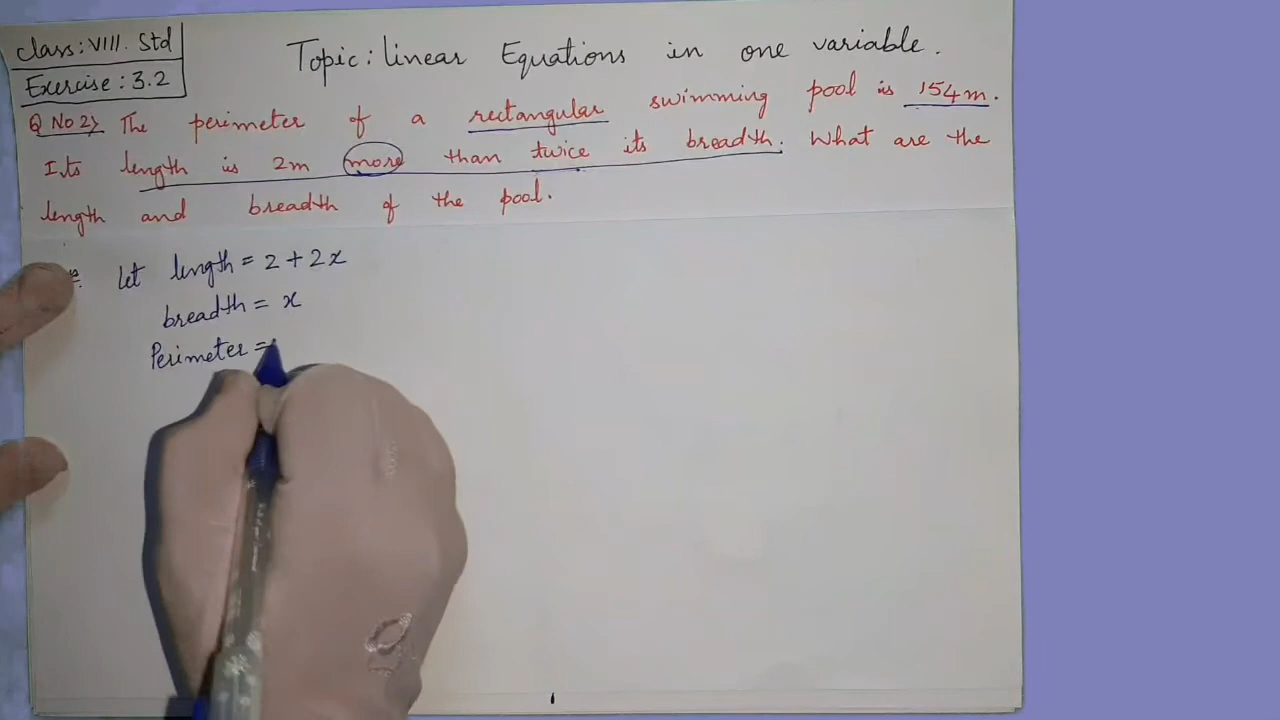 Class: VIII. Std
Exercise: 3.2
Topic: linear Equations in one variable.
Q No 2) The perimeter of a rectangular swimming pool is 154m.
Its length is 2m more than twice its breadth. What are the
length and breadth of the pool.
Let length = 2 + 2x
breadth = x
Perimeter =